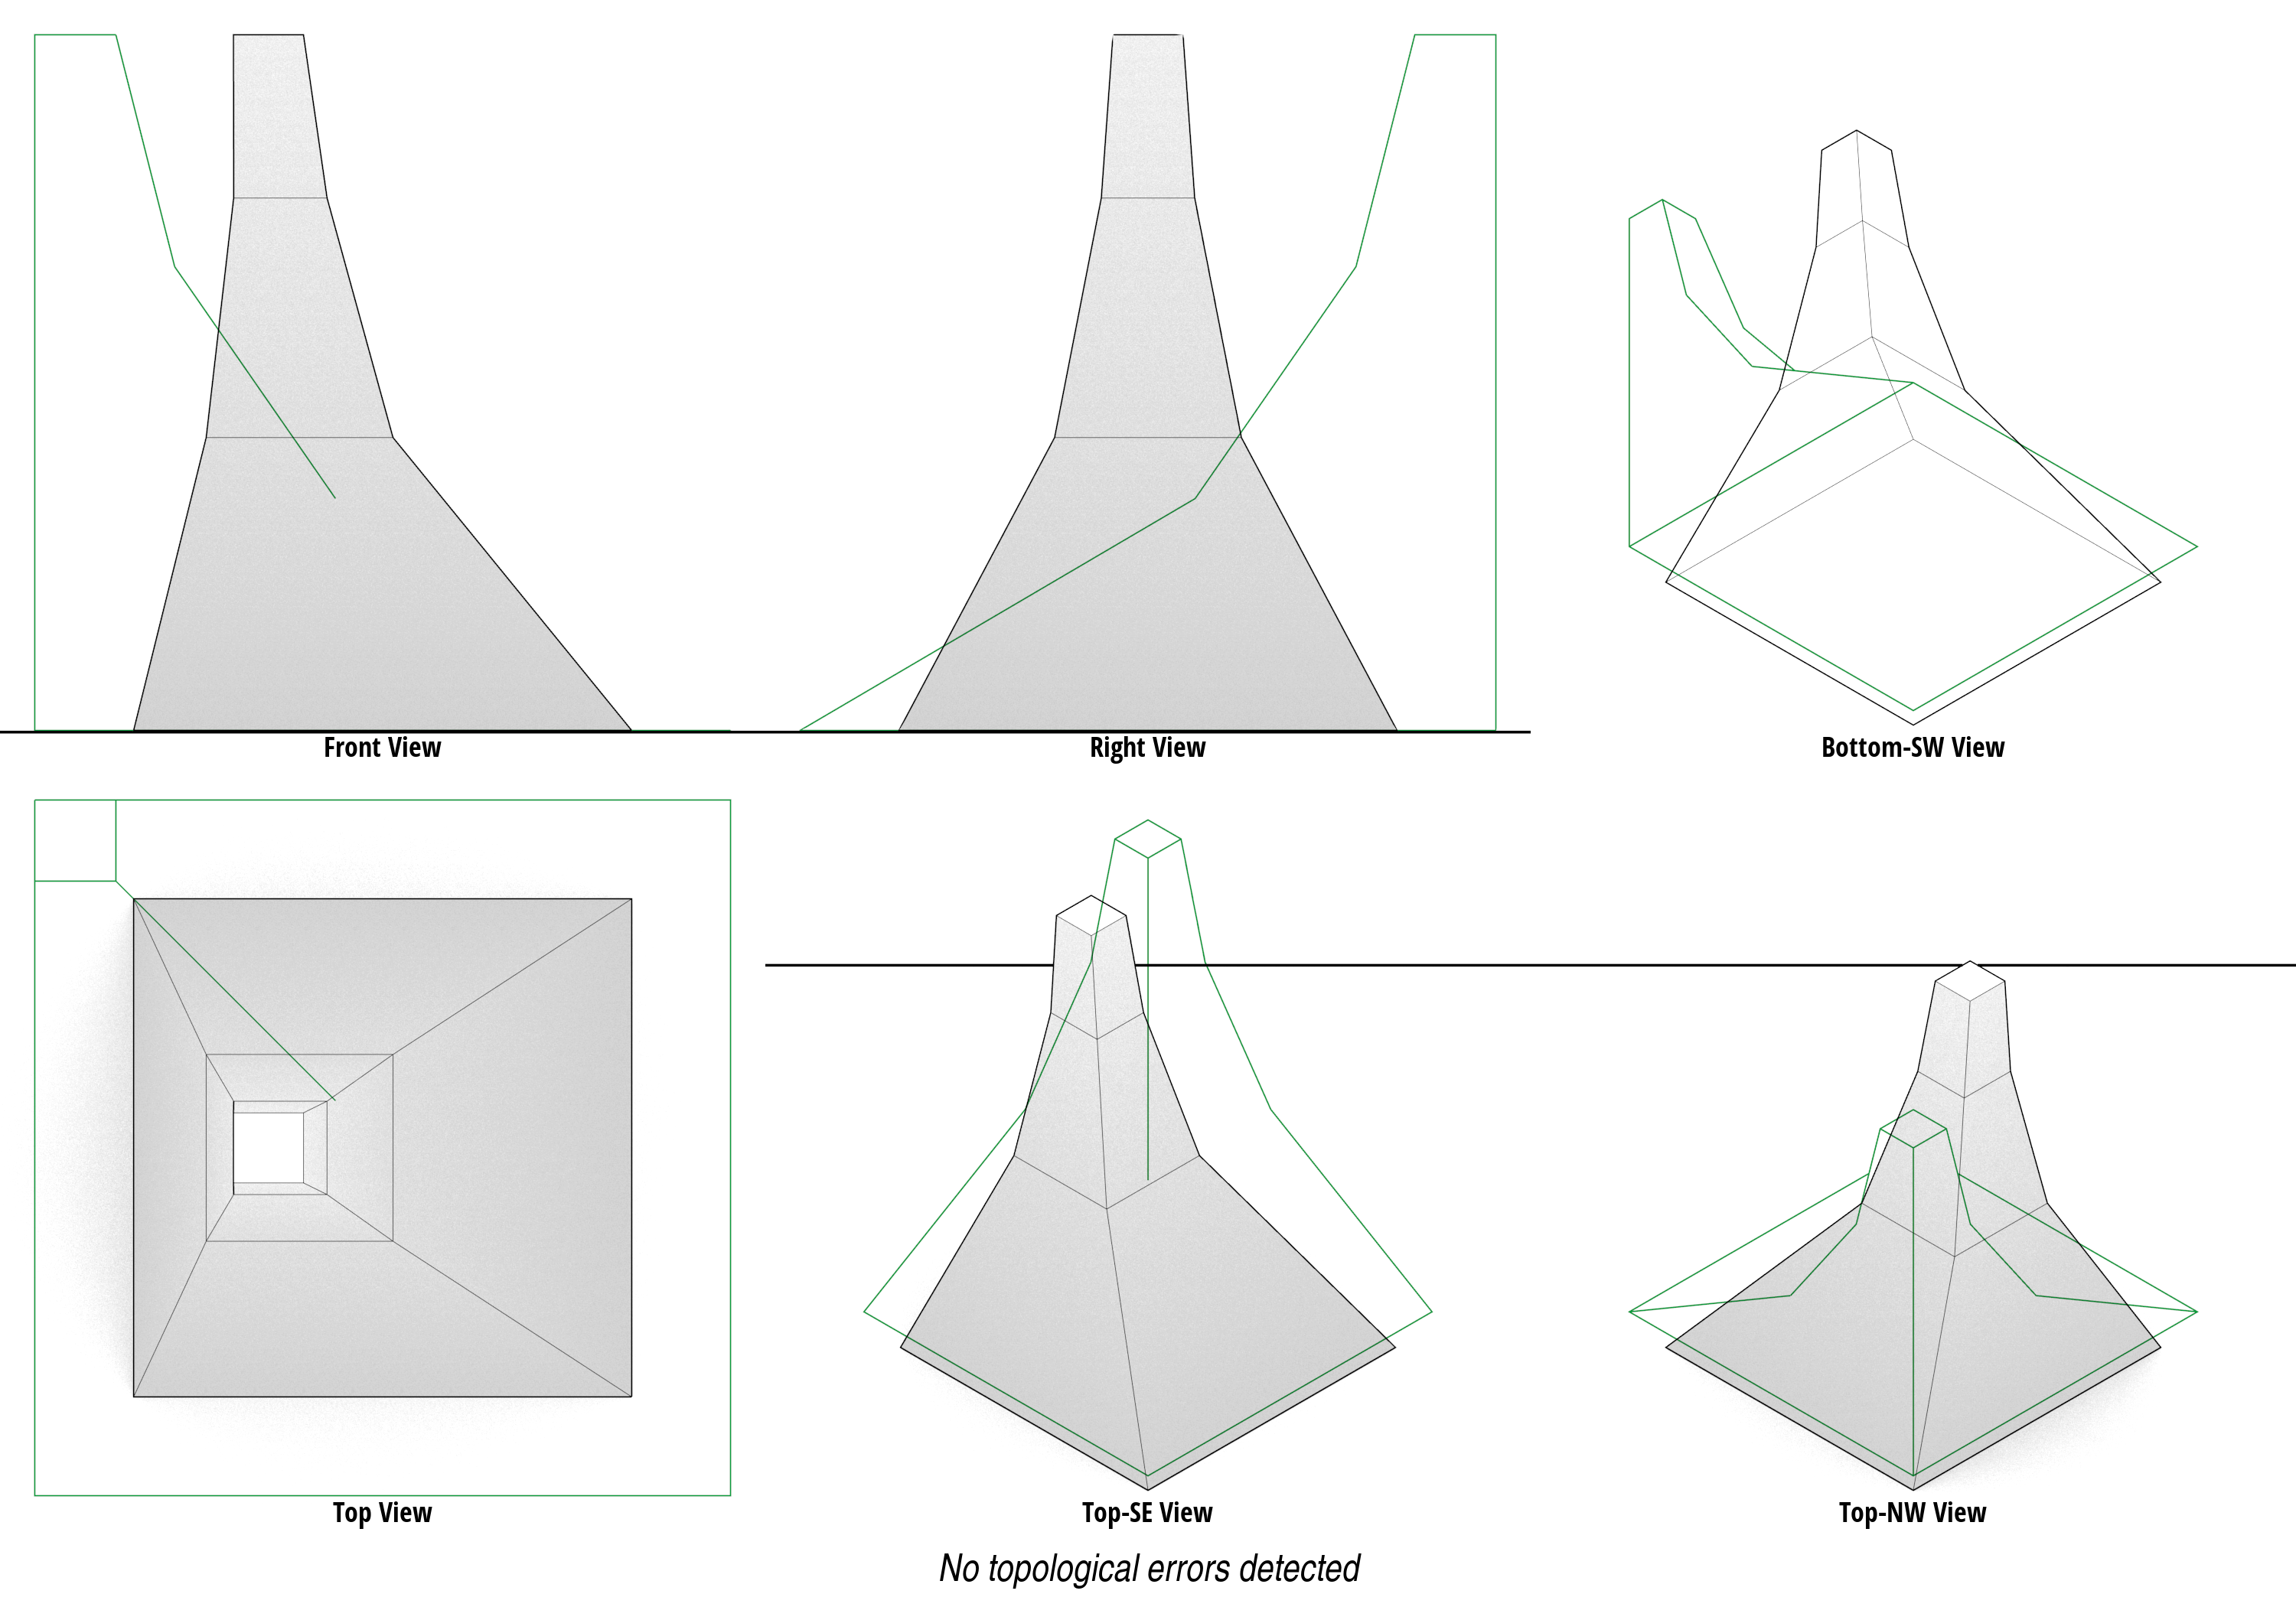 Front View
Right View
Bottom-SW View
Top View
Top-SE View
Top-NW View
No topological errors detected